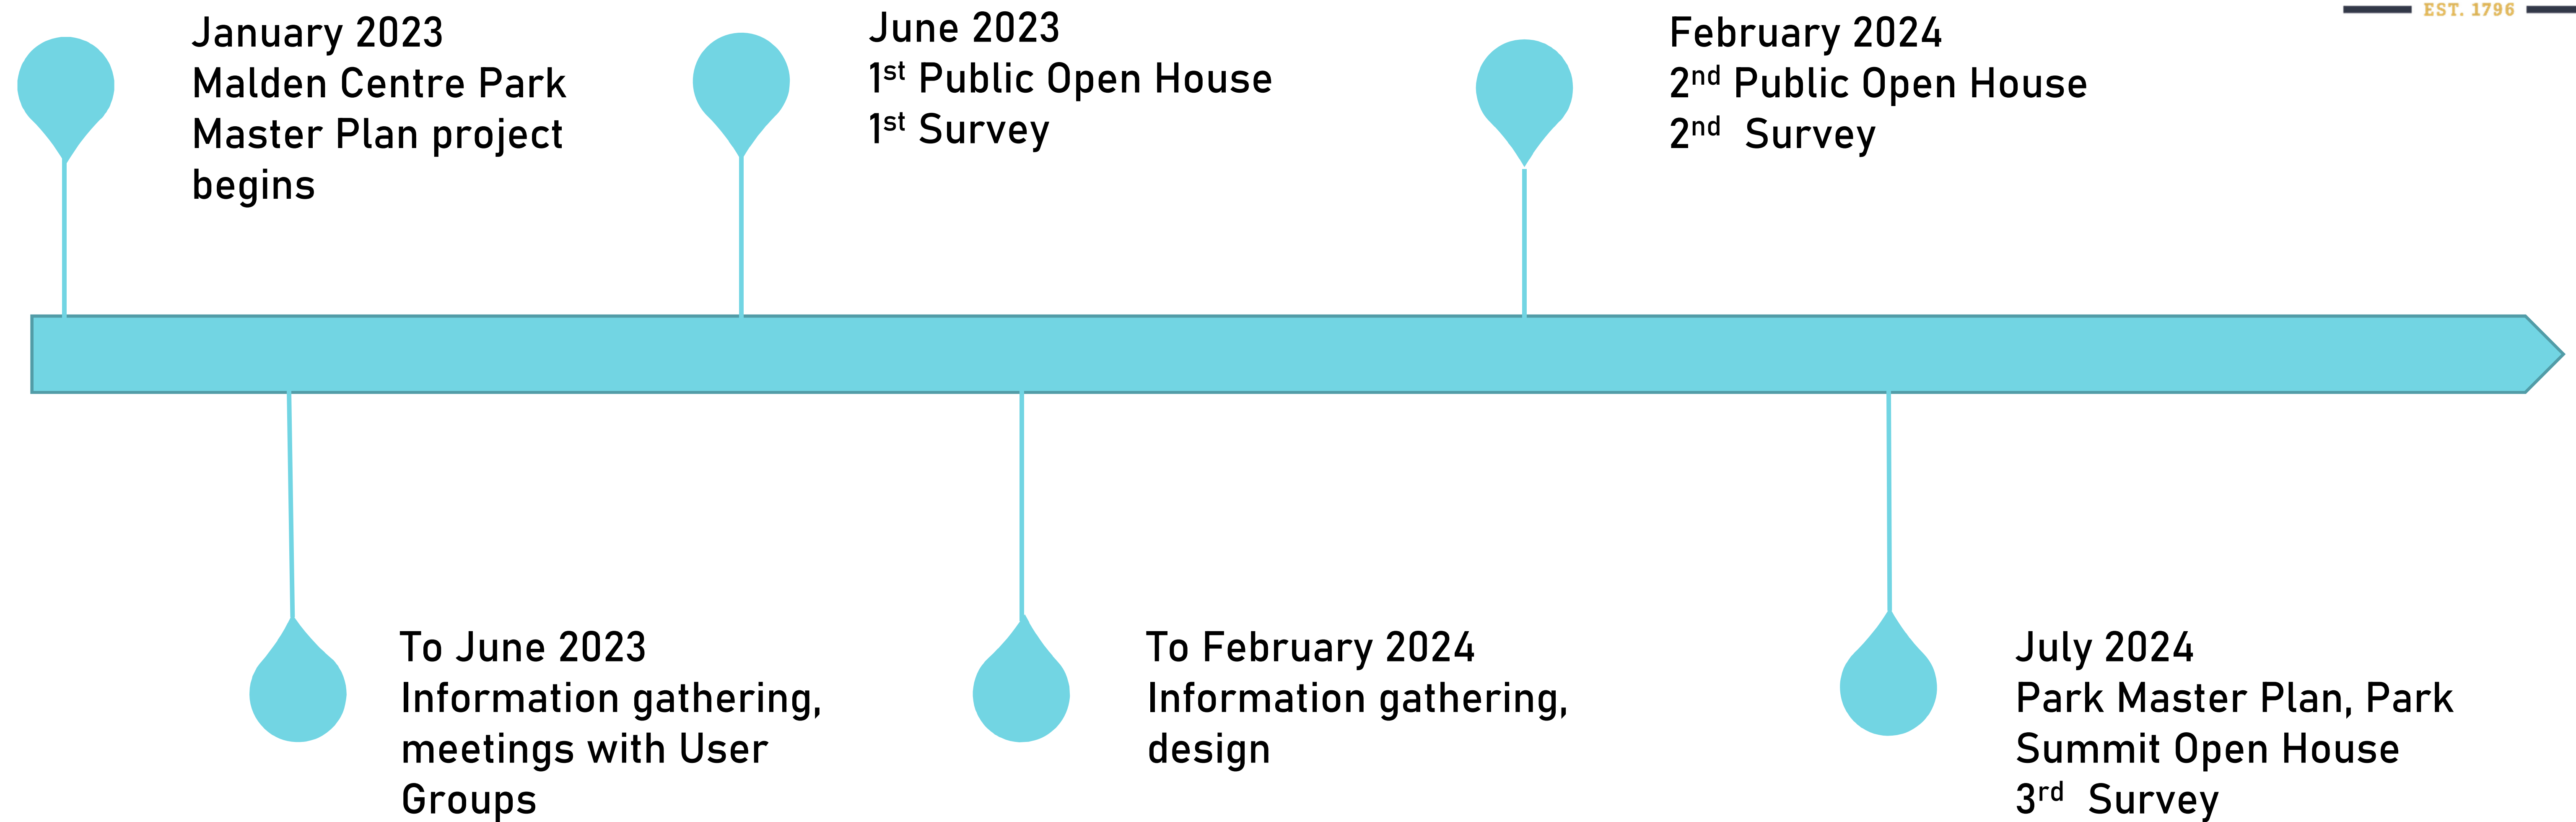 EST. 1796
January 2023
Malden Centre Park
Master Plan project
begins
June 2023
1st Public Open House
1st Survey
February 2024
2nd Public Open House
2nd Survey
To June 2023
Information gathering,
meetings with User
Groups
To February 2024
Information gathering,
design
July 2024
Park Master Plan, Park
Summit Open House
3rd Survey